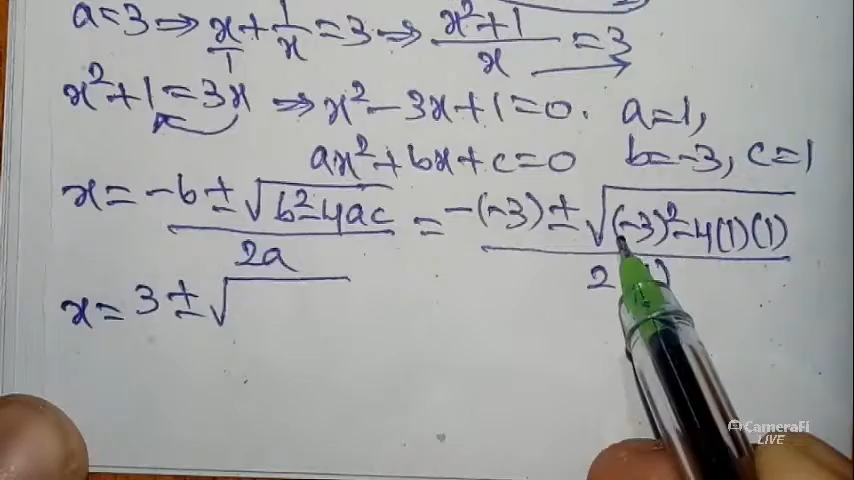 a=3⇒ x/1 + 1/x =3⇒ x²+1/x =3
x²+1=3x ⇒x²-3x+1=0. a=1,
ax²+bx+c=0 b=-3, c=1
x= -b±√b²-4ac/2a = -(-3)±√(-3)²-4(1)(1)/2
x= 3±√
CameraFi
LIVE